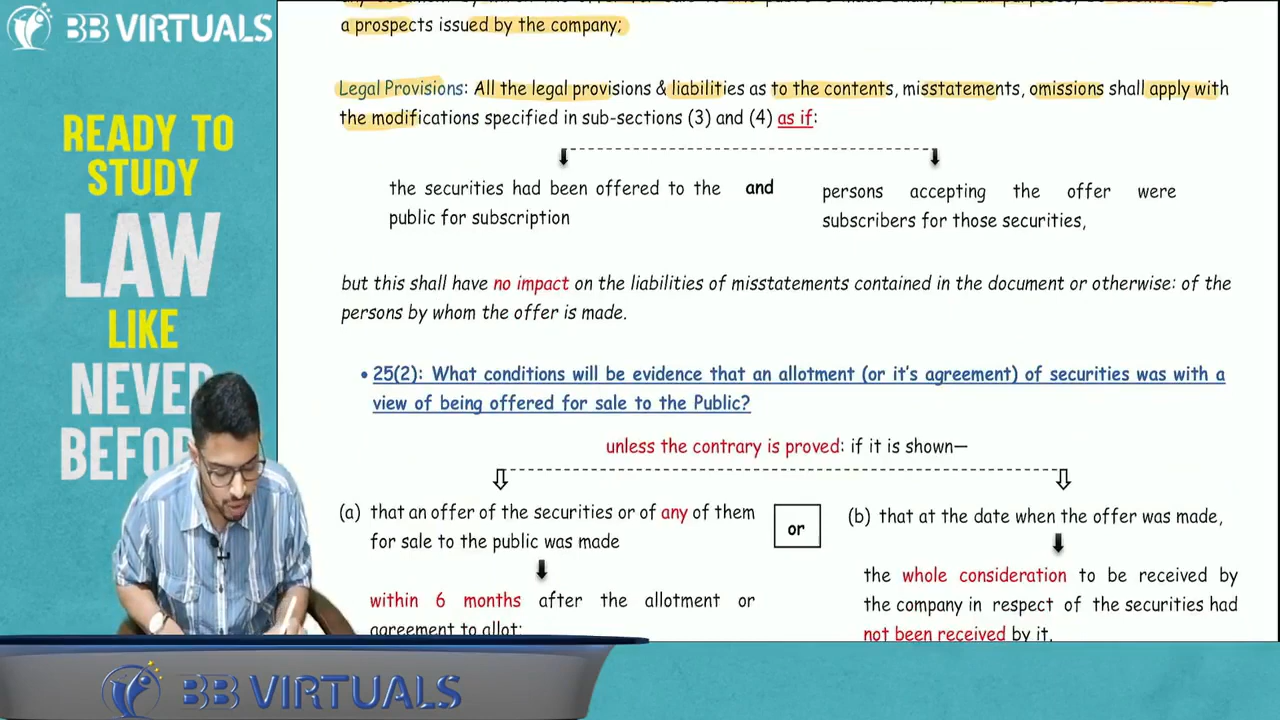 BB VIRTUALS
READY TO
STUDY
LAW
LIKE
NEVER
a prospects issued by the company;
Legal Provisions: All the legal provisions & liabilities as to the contents, misstatements, omissions shall apply with
the modifications specified in sub-sections (3) and (4) as if:
the securities had been offered to the
public for subscription
and
persons accepting the offer were
subscribers for those securities,
but this shall have no impact on the liabilities of misstatements contained in the document or otherwise: of the
persons by whom the offer is made.
• 25(2): What conditions will be evidence that an allotment (or it's agreement) of securities was with a
view of being offered for sale to the Public?
unless the contrary is proved: if it is shown—
(a) that an offer of the securities or of any of them
for sale to the public was made
within 6 months after the allotment or
agreement to allot;
or
(b) that at the date when the offer was made,
the whole consideration to be received by
the company in respect of the securities had
not been received by it.
BB VIRTUALS